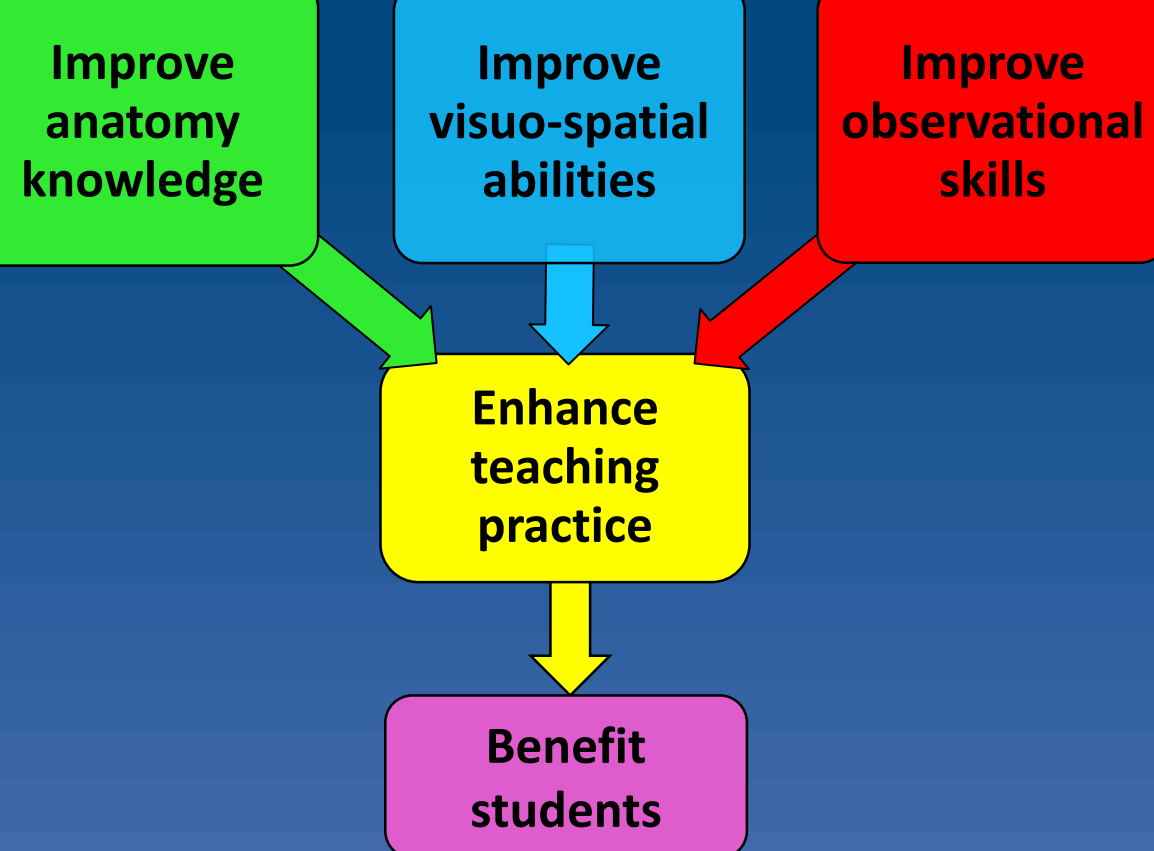 Improve
anatomy
knowledge
Improve
visuo-spatial
abilities
Improve
observational
skills
Enhance
teaching
practice
Benefit
students